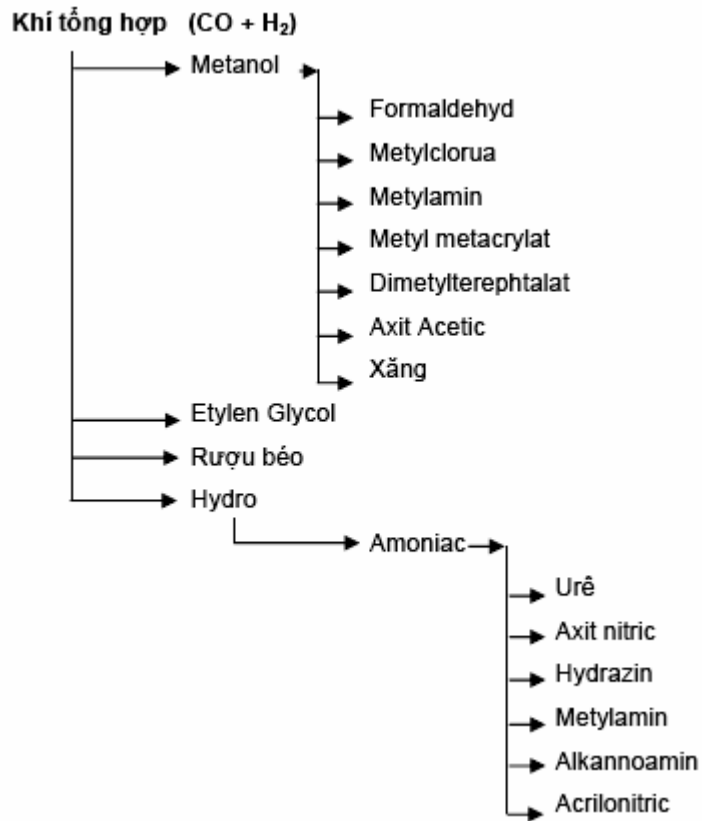 Khí tổng hợp (CO + H₂)
Metanol
Formaldehyd
Metylclorua
Metylamin
Metyl metacrylat
Dimetylterephtalat
Axit Acetic
Xăng
Etylen Glycol
Rượu béo
Hydro
Amoniac
Urê
Axit nitric
Hydrazin
Metylamin
Alkannoamin
Acrilonitric